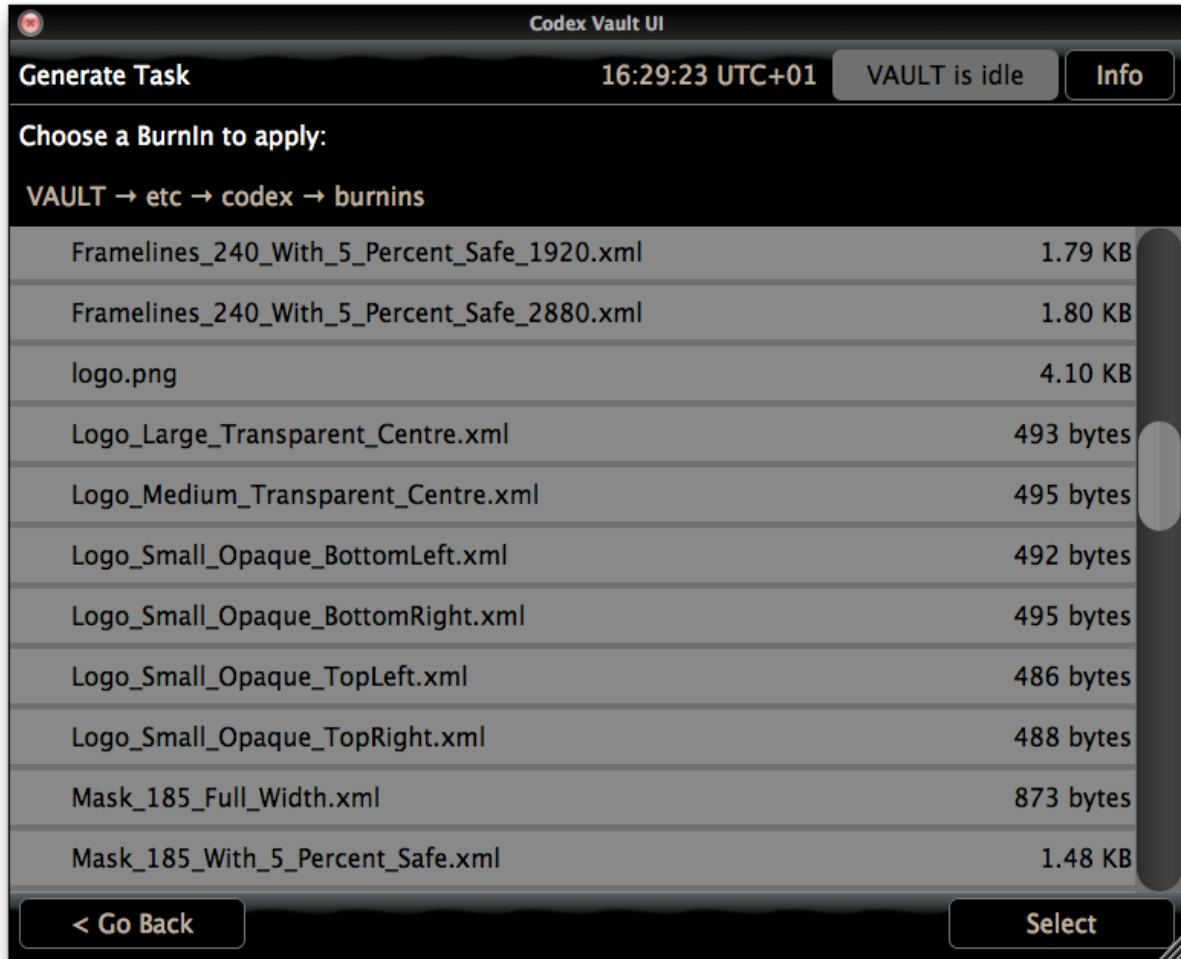 Codex Vault UI
Generate Task 16:29:23 UTC+01 VAULT is idle Info
Choose a BurnIn to apply:
VAULT → etc → codex → burnins
Framelines_240_With_5_Percent_Safe_1920.xml 1.79 KB
Framelines_240_With_5_Percent_Safe_2880.xml 1.80 KB
logo.png 4.10 KB
Logo_Large_Transparent_Centre.xml 493 bytes
Logo_Medium_Transparent_Centre.xml 495 bytes
Logo_Small_Opaque_BottomLeft.xml 492 bytes
Logo_Small_Opaque_BottomRight.xml 495 bytes
Logo_Small_Opaque_TopLeft.xml 486 bytes
Logo_Small_Opaque_TopRight.xml 488 bytes
Mask_185_Full_Width.xml 873 bytes
Mask_185_With_5_Percent_Safe.xml 1.48 KB
< Go Back Select